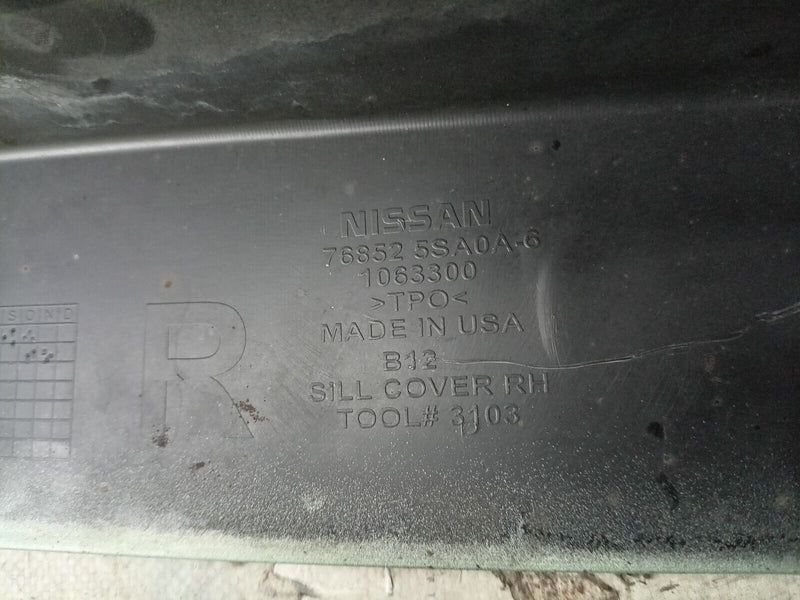 NISSAN
76852 5SA0A-6
1063300
>TPO<
MADE IN USA
B12
SILL COVER RH
TOOL# 3103
R
S O N D